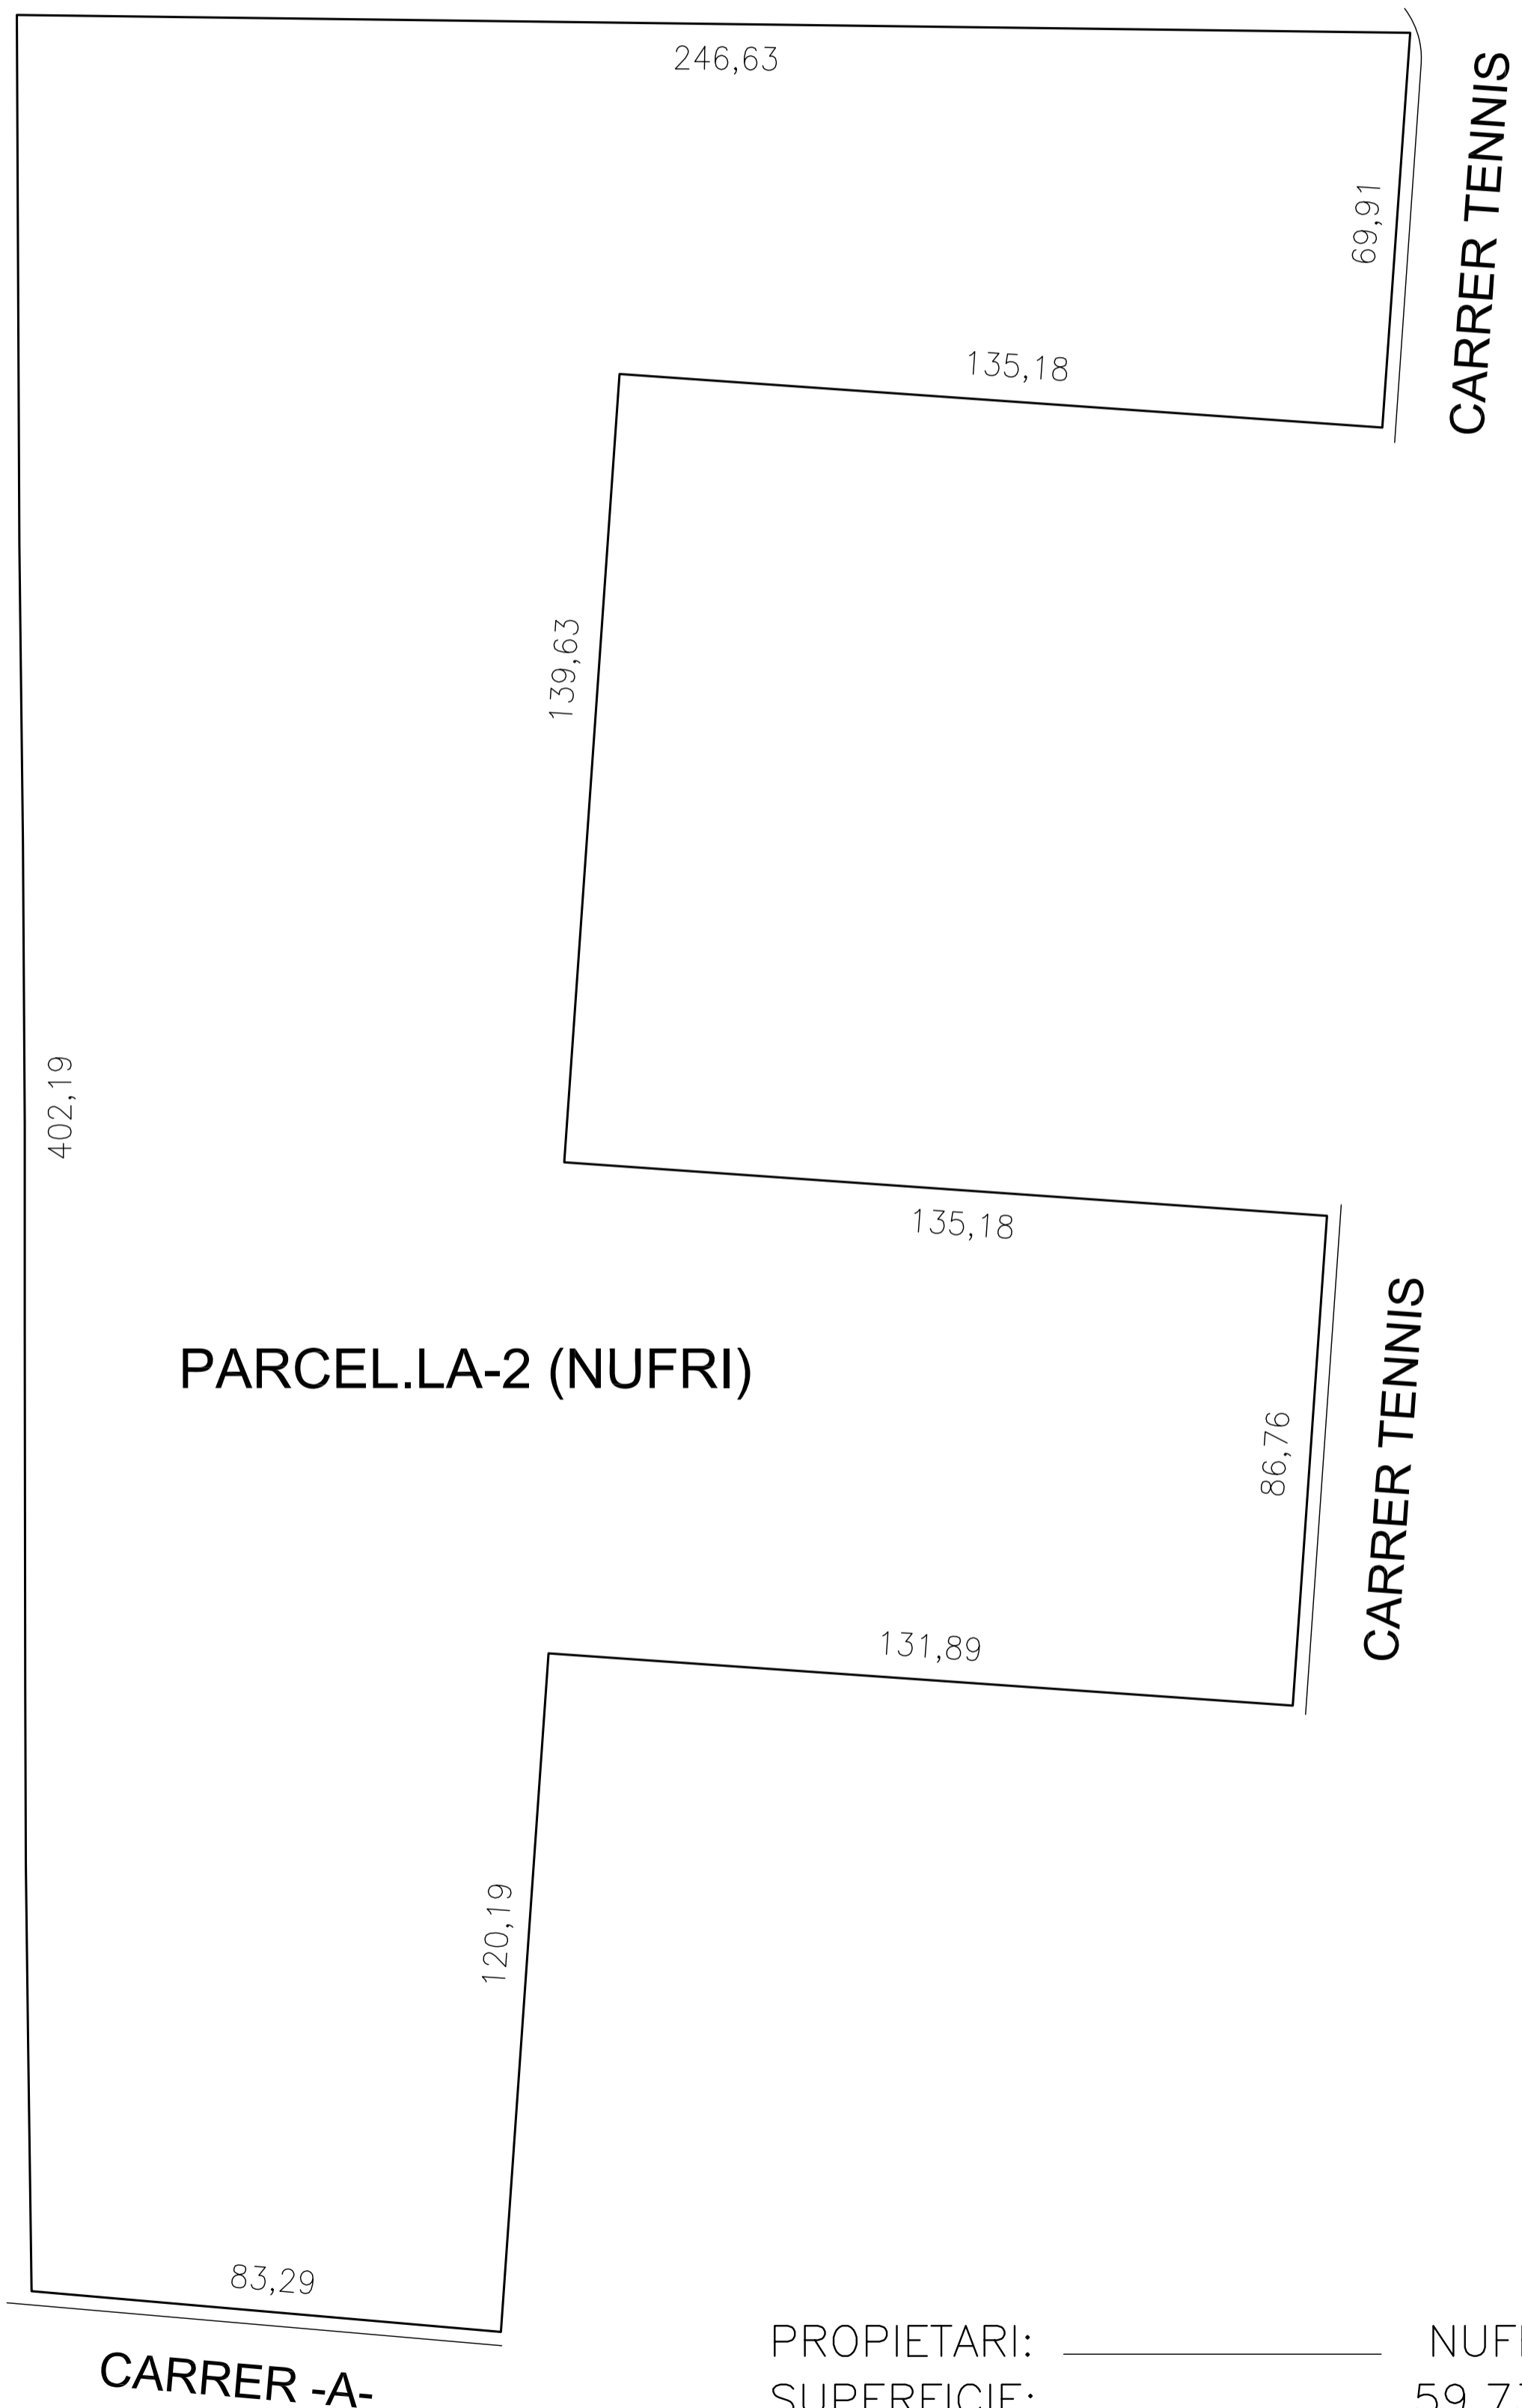 246,63
69,91
CARRER TENNIS
135,18
139,63
402,19
135,18
PARCEL.LA-2 (NUFRI I)
86,76
CARRER TENNIS
131,89
120,19
83,29
CARRER -A-
PROPIETARI:
SUPERFICIE: